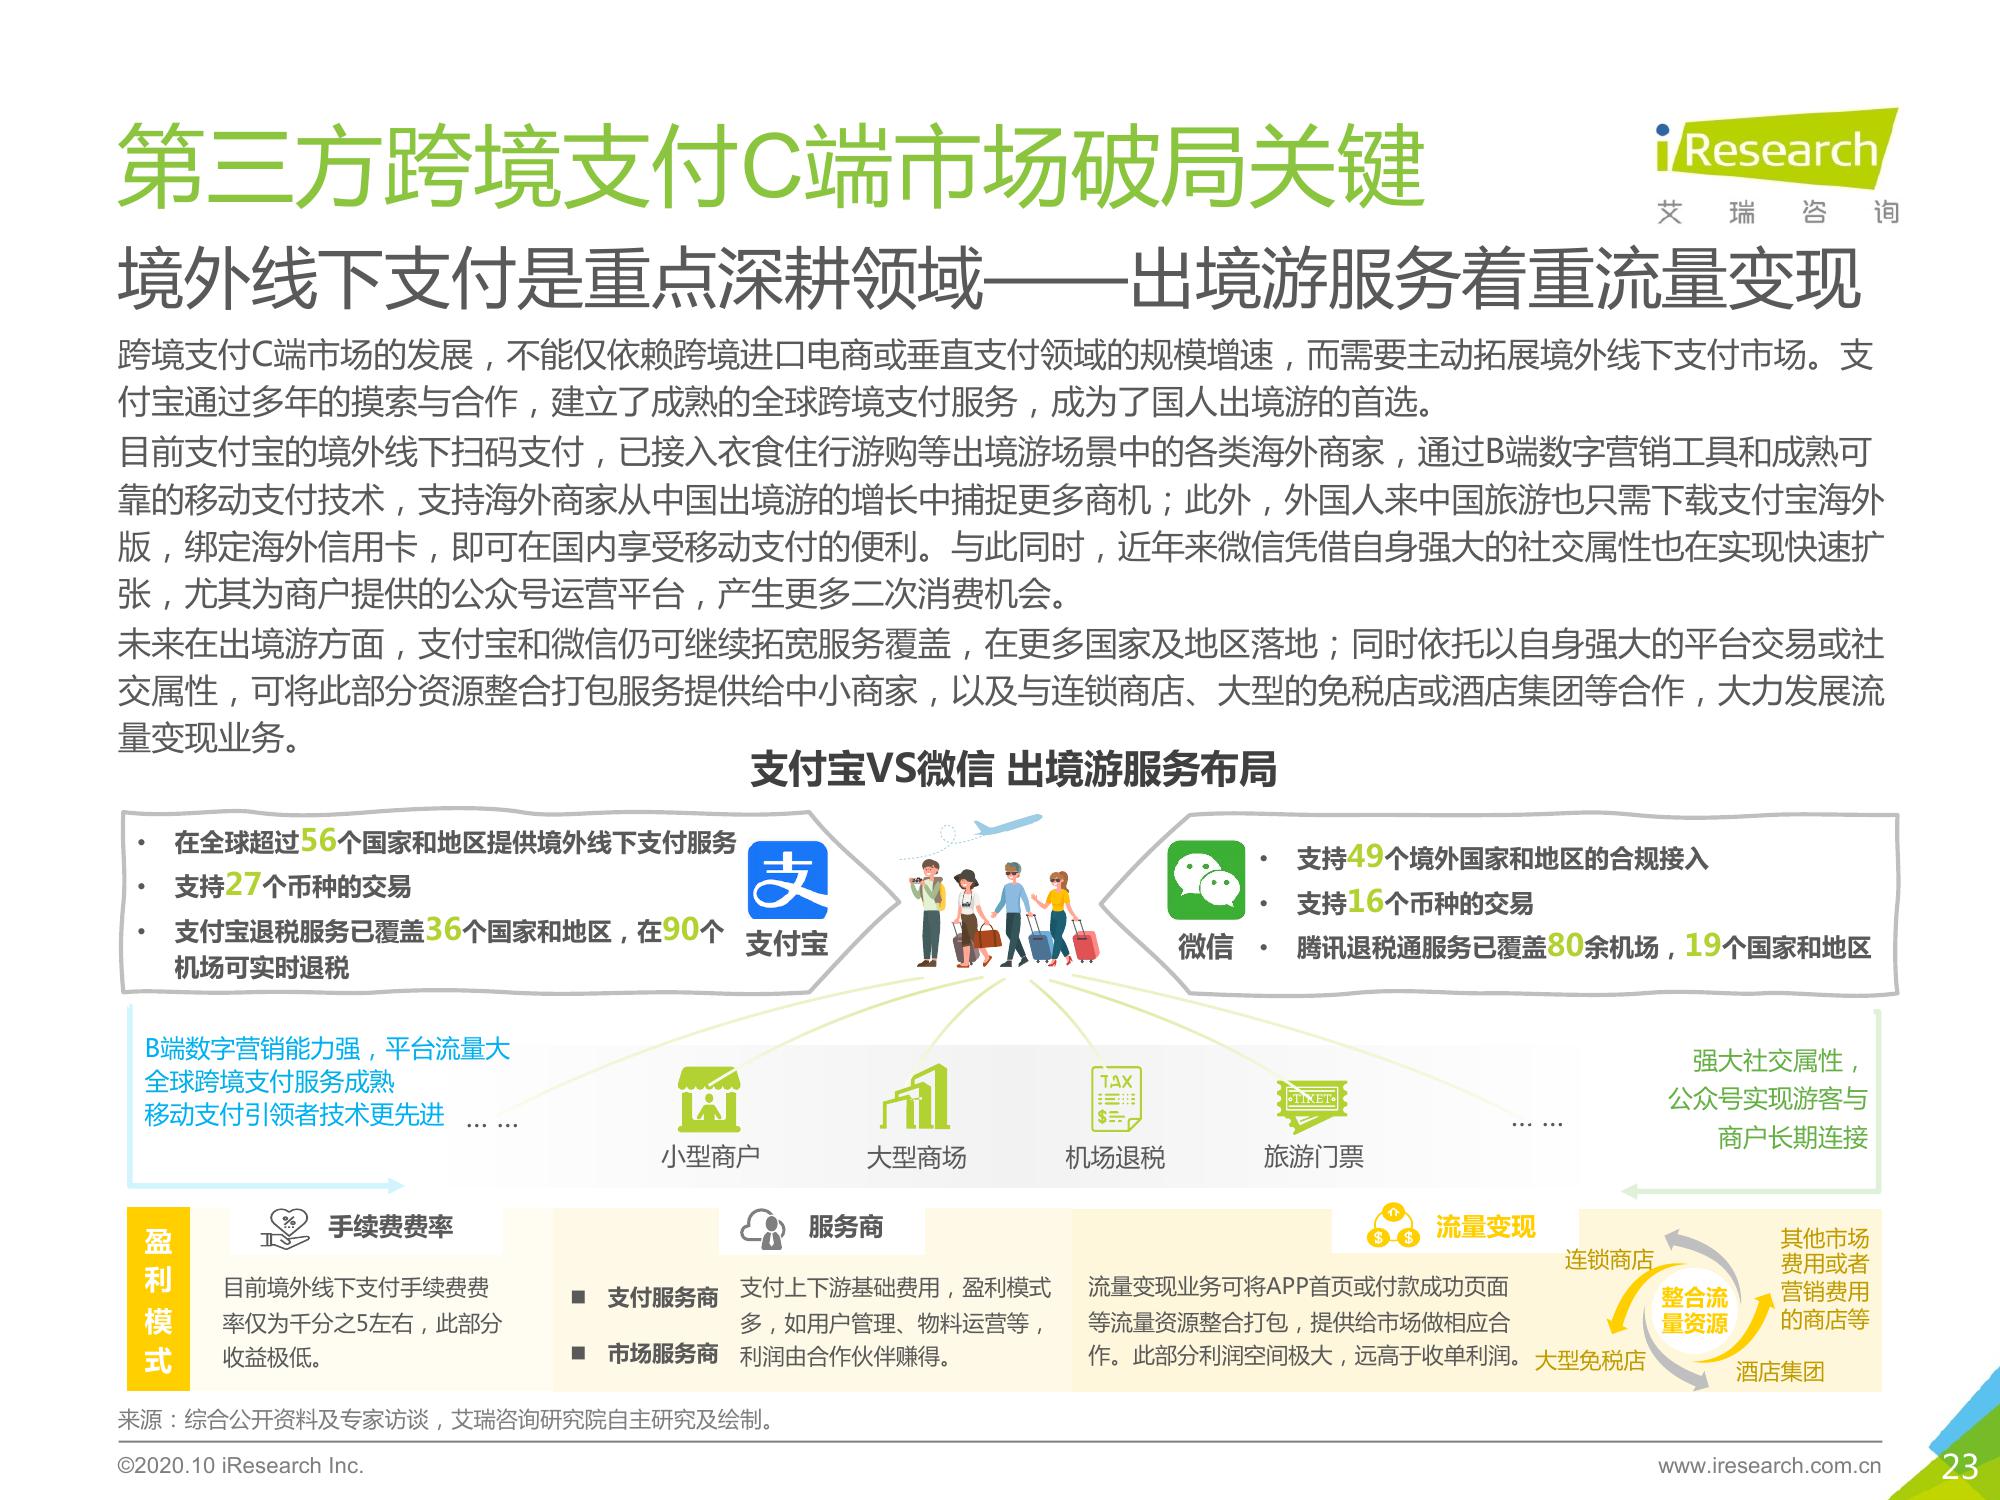 第三方跨境支付C端市场破局关键
iResearch
艾瑞咨询
境外线下支付是重点深耕领域——出境游服务着重流量变现
跨境支付C端市场的发展，不能仅依赖跨境进口电商或垂直支付领域的规模增速，而需要主动拓展境外线下支付市场。支
付宝通过多年的摸索与合作，建立了成熟的全球跨境支付服务，成为了国人出境游的首选。
目前支付宝的境外线下扫码支付，已接入衣食住行游购等出境游场景中的各类海外商家，通过B端数字营销工具和成熟可
靠的移动支付技术，支持海外商家从中国出境游的增长中捕捉更多商机；此外，外国人来中国旅游也只需下载支付宝海外
版，绑定海外信用卡，即可在国内享受移动支付的便利。与此同时，近年来微信凭借自身强大的社交属性也在实现快速扩
张，尤其为商户提供的公众号运营平台，产生更多二次消费机会。
未来在出境游方面，支付宝和微信仍可继续拓宽服务覆盖，在更多国家及地区落地；同时依托以自身强大的平台交易或社
交属性，可将此部分资源整合打包服务提供给中小商家，以及与连锁商店、大型的免税店或酒店集团等合作，大力发展流
量变现业务。
支付宝VS微信 出境游服务布局
• 在全球超过56个国家和地区提供境外线下支付服务
• 支持27个币种的交易
• 支付宝退税服务已覆盖36个国家和地区，在90个
机场可实时退税
支
支付宝
微信
• 支持49个境外国家和地区的合规接入
• 支持16个币种的交易
• 腾讯退税通服务已覆盖80余机场，19个国家和地区
B端数字营销能力强，平台流量大
全球跨境支付服务成熟
移动支付引领者技术更先进
... ...
小型商户
大型商场
TAX
机场退税
TIKET
旅游门票
... ...
强大社交属性，
公众号实现游客与
商户长期连接
盈利模式
手续费费率
目前境外线下支付手续费费
率仅为千分之5左右，此部分
收益极低。
服务商
■ 支付服务商
■ 市场服务商
支付上下游基础费用，盈利模式
多，如用户管理、物料运营等，
利润由合作伙伴赚得。
流量变现
流量变现业务可将APP首页或付款成功页面
等流量资源整合打包，提供给市场做相应合
作。此部分利润空间极大，远高于收单利润。
连锁商店
整合流
量资源
大型免税店
酒店集团
其他市场
费用或者
营销费用
的商店等
来源：综合公开资料及专家访谈，艾瑞咨询研究院自主研究及绘制。
©2020.10 iResearch Inc.
www.iresearch.com.cn
23